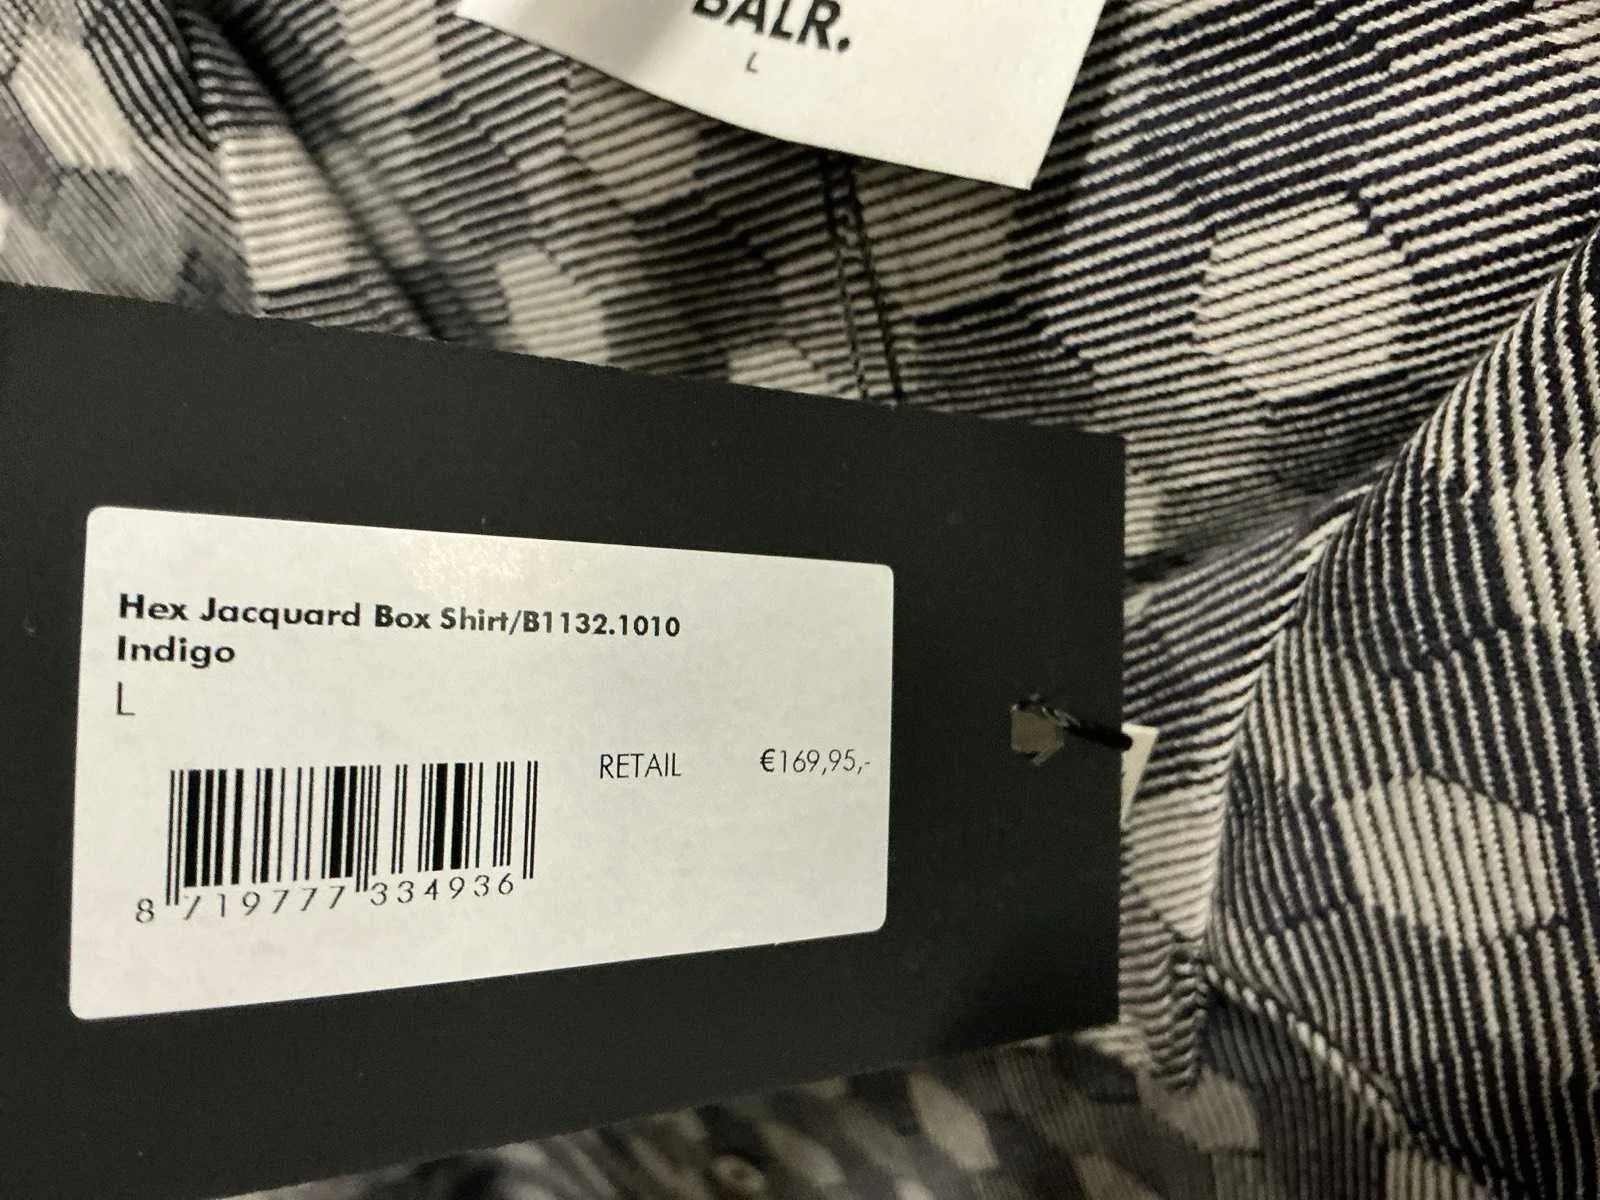 BALR.
L
Hex Jacquard Box Shirt/B1132.1010
Indigo
L
RETAIL €169,95,-
8 719777 334936